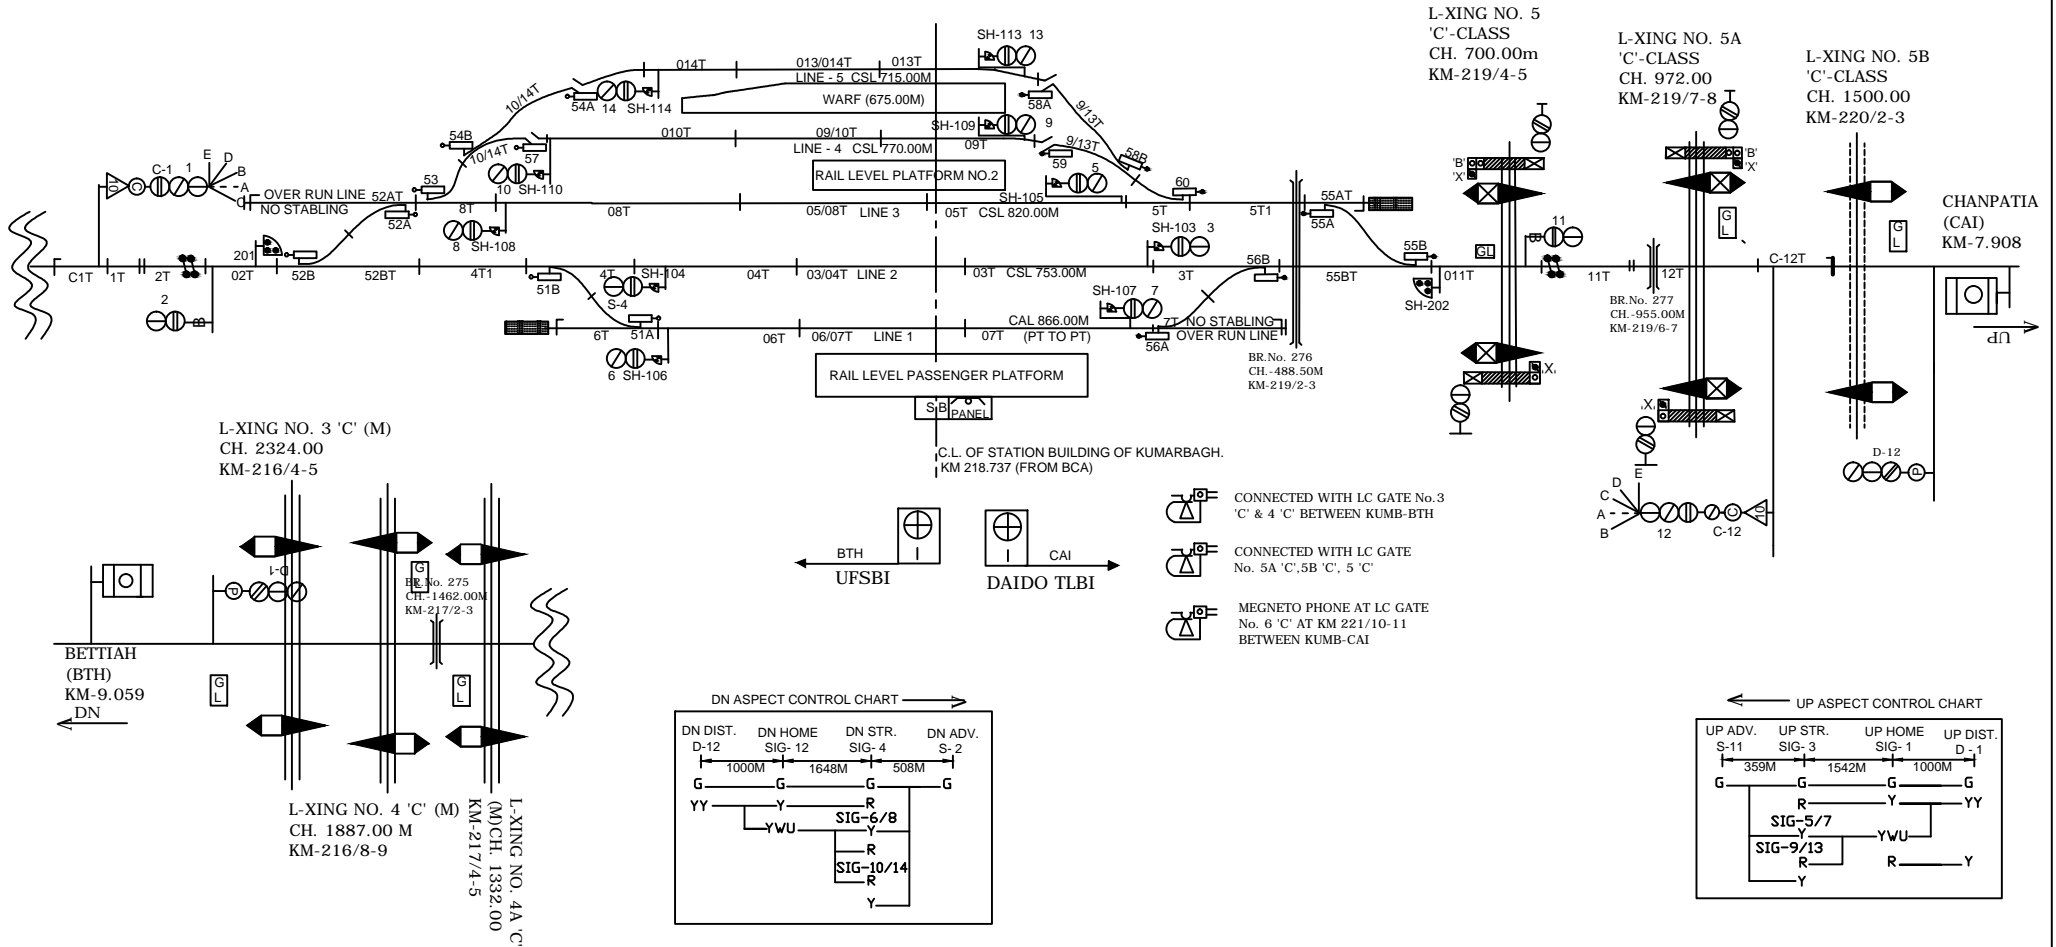 L-XING NO. 5
'C'-CLASS
CH. 700.00m
KM-219/4-5
L-XING NO. 5A
'C'-CLASS
CH. 972.00
KM-219/7-8
L-XING NO. 5B
'C'-CLASS
CH. 1500.00
KM-220/2-3
SH-113 13
014T
013/014T
013T
LINE - 5 CSL 715.00M
WARF (675.00M)
10/14T
54A
14
SH-114
58A
9/13T
SH-109
9
010T
09/10T
09T
LINE - 4 CSL 770.00M
54B
10/14T
57
9/13T
59
58B
RAIL LEVEL PLATFORM NO.2
10
SH-110
5
SH-105
60
C-1
1
E
D
B
A
C
10
C
OVER RUN LINE
NO STABLING
52AT
53
52A
8T
08T
05/08T
LINE 3
05T
CSL 820.00M
5T
5T1
55AT
55A
8
SH-108
SH-103
3
201
52B
55B
C1T
1T
2T
02T
52BT
4T1
51B
4T
SH-104
04T
03/04T
LINE 2
03T
CSL 753.00M
3T
56B
55BT
011T
11T
12T
C-12T
2
B
S-4
SH-107
7
SH-202
11
B
GL
'B'
'X'
'B'
'X'
G
L
G
L
CHANPATIA
(CAI)
KM-7.908
UP
6T
51A
06T
06/07T
LINE 1
07T
CAL 866.00M
(PT TO PT)
7T
NO STABLING
OVER RUN LINE
56A
6
SH-106
RAIL LEVEL PASSENGER PLATFORM
S B
PANEL
BR.No. 276
CH.-488.50M
KM-219/2-3
BR.No. 277
CH.-955.00M
KM-219/6-7
'X'
'X'
C.L. OF STATION BUILDING OF KUMARBAGH.
KM 218.737 (FROM BCA)
D-12
P
E
D
C
A
B
12
C-12
C
10
L-XING NO. 3 'C' (M)
CH. 2324.00
KM-216/4-5
D-1
P
G
L
BR.No. 275
CH.-1462.00M
KM-217/2-3
BETTIAH
(BTH)
KM-9.059
DN
G
L
G
L
L-XING NO. 4 'C' (M)
CH. 1887.00 M
KM-216/8-9
L-XING NO. 4A 'C'
(M)CH. 1332.00
KM-217/4-5
BTH
UFSBI
CAI
DAIDO TLBI
CONNECTED WITH LC GATE No.3
'C' & 4 'C' BETWEEN KUMB-BTH
CONNECTED WITH LC GATE
No. 5A 'C',5B 'C', 5 'C'
MEGNETO PHONE AT LC GATE
No. 6 'C' AT KM 221/10-11
BETWEEN KUMB-CAI
DN ASPECT CONTROL CHART
DN DIST. DN HOME DN STR. DN ADV.
D-12 SIG- 12 SIG- 4 S- 2
1000M 1648M 508M
G G G G
YY Y R
SIG-6/8
YWU Y
R
SIG-10/14
R
Y
UP ASPECT CONTROL CHART
UP ADV. UP STR. UP HOME UP DIST.
S-11 SIG- 3 SIG- 1 D - 1
359M 1542M 1000M
G G G G
R Y YY
SIG-5/7
Y YWU
SIG-9/13
R R Y
Y